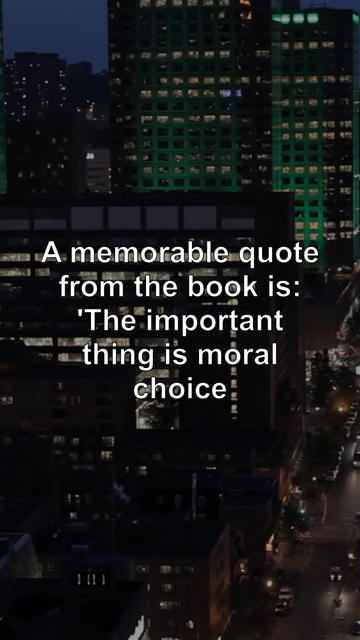 A memorable quote
from the book is:
'The important
thing is moral
choice